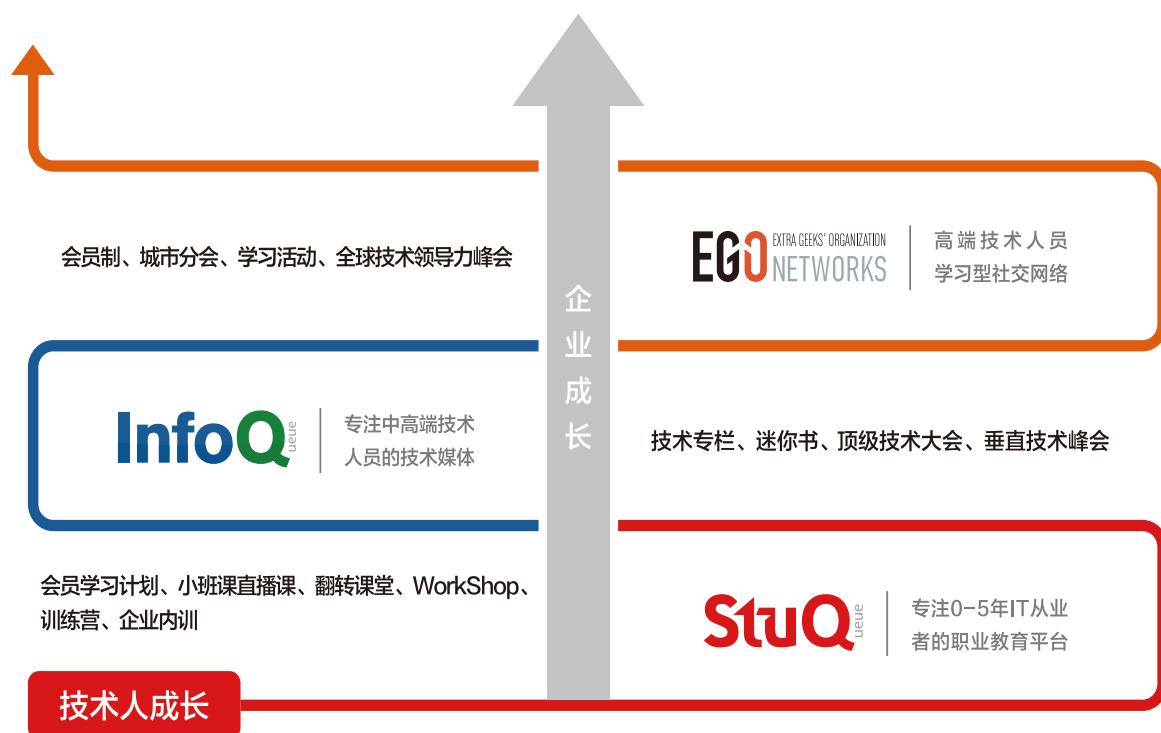 会员制、城市分会、学习活动、全球技术领导力峰会
EGO EXTRA GEEKS' ORGANIZATION
NETWORKS
高端技术人员
学习型社交网络
企
业
成
长
InfoQ ueue
专注中高端技术
人员的技术媒体
技术专栏、迷你书、顶级技术大会、垂直技术峰会
会员学习计划、小班课直播课、翻转课堂、WorkShop、
训练营、企业内训
StuQ ueue
专注0-5年IT从业
者的职业教育平台
技术人成长